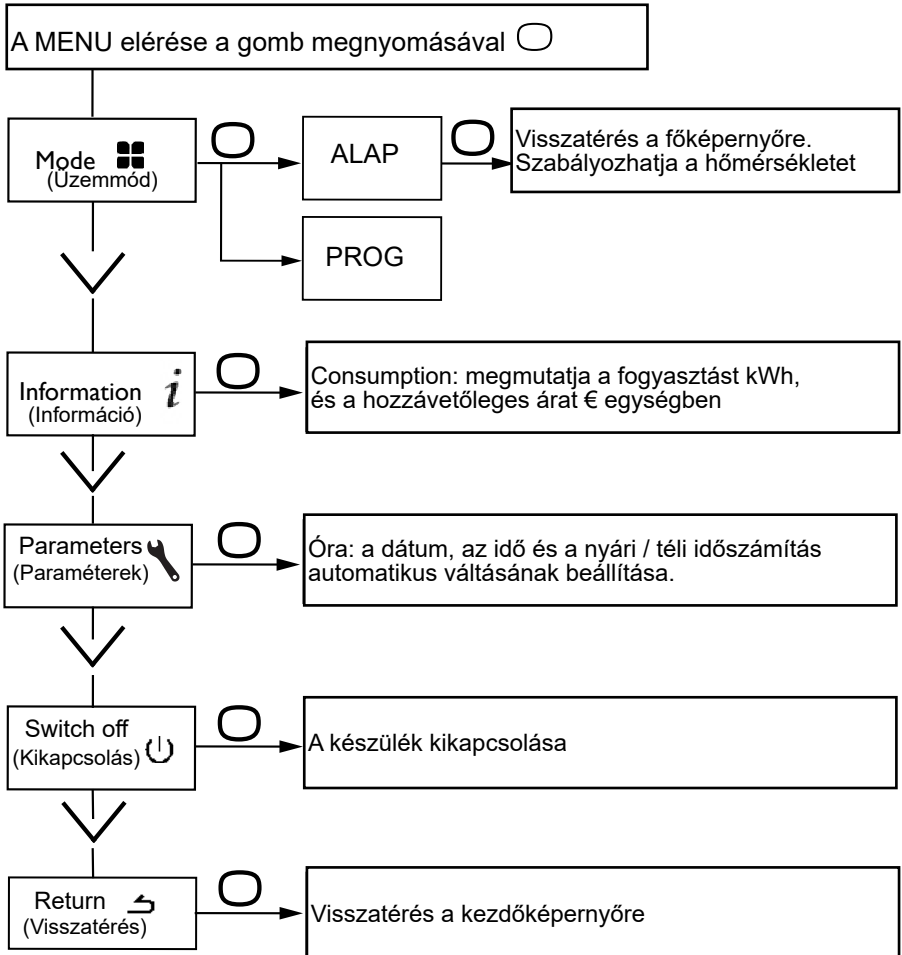 A MENU elérése a gomb megnyomásával
Mode
(Üzemmód)
ALAP
Visszatérés a főképernyőre.
Szabályozhatja a hőmérsékletet
PROG
Information i
(Információ)
Consumption: megmutatja a fogyasztást kWh,
és a hozzávetőleges árat € egységben
Parameters
(Paraméterek)
Óra: a dátum, az idő és a nyári / téli időszámítás
automatikus váltásának beállítása.
Switch off
(Kikapcsolás)
A készülék kikapcsolása
Return
(Visszatérés)
Visszatérés a kezdőképernyőre